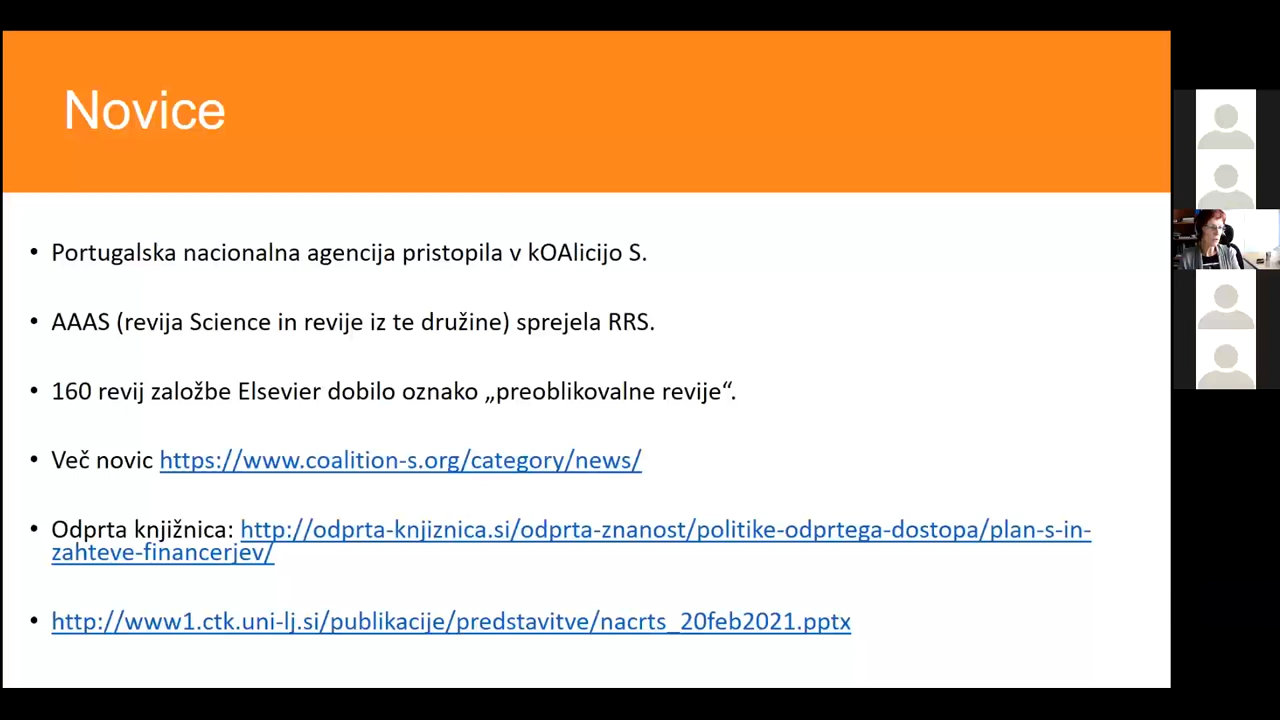 Novice
• Portugalska nacionalna agencija pristopila v kOAlicijo S.
• AAAS (revija Science in revije iz te družine) sprejela RRS.
• 160 revij založbe Elsevier dobilo oznako „preoblikovalne revije“.
• Več novic https://www.coalition-s.org/category/news/
• Odprta knjižnica: http://odprta-knjiznica.si/odprta-znanost/politike-odprtega-dostopa/plan-s-in-
zahteve-financerjev/
• http://www1.ctk.uni-lj.si/publikacije/predstavitve/nacrts_20feb2021.pptx